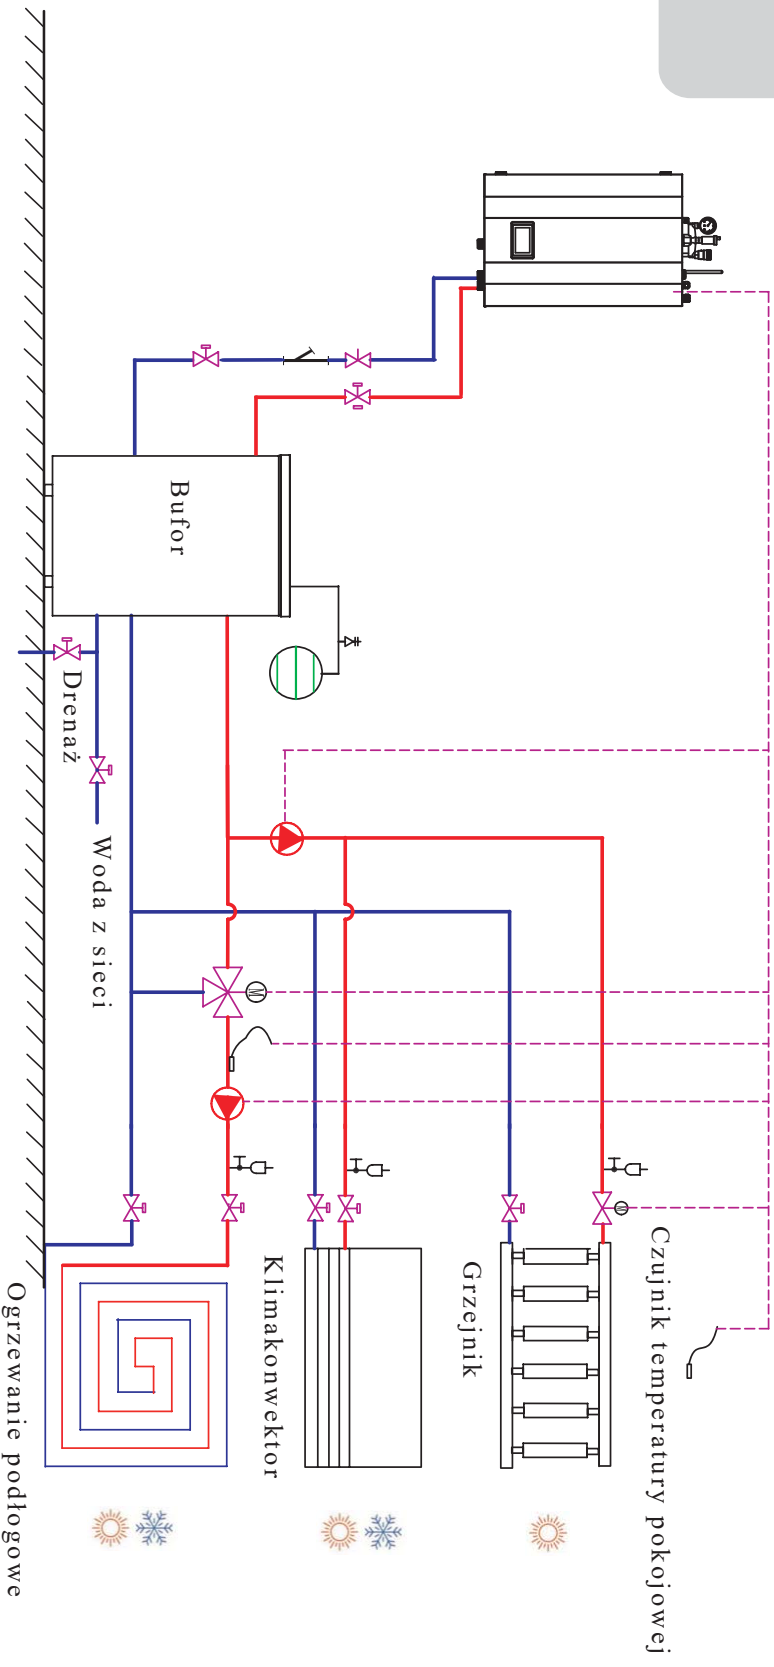 Bufor
Drenaż
Woda z sieci
Czujnik temperatury pokojowej
Grzejnik
Klimakonwektor
Ogrzewanie podłogowe